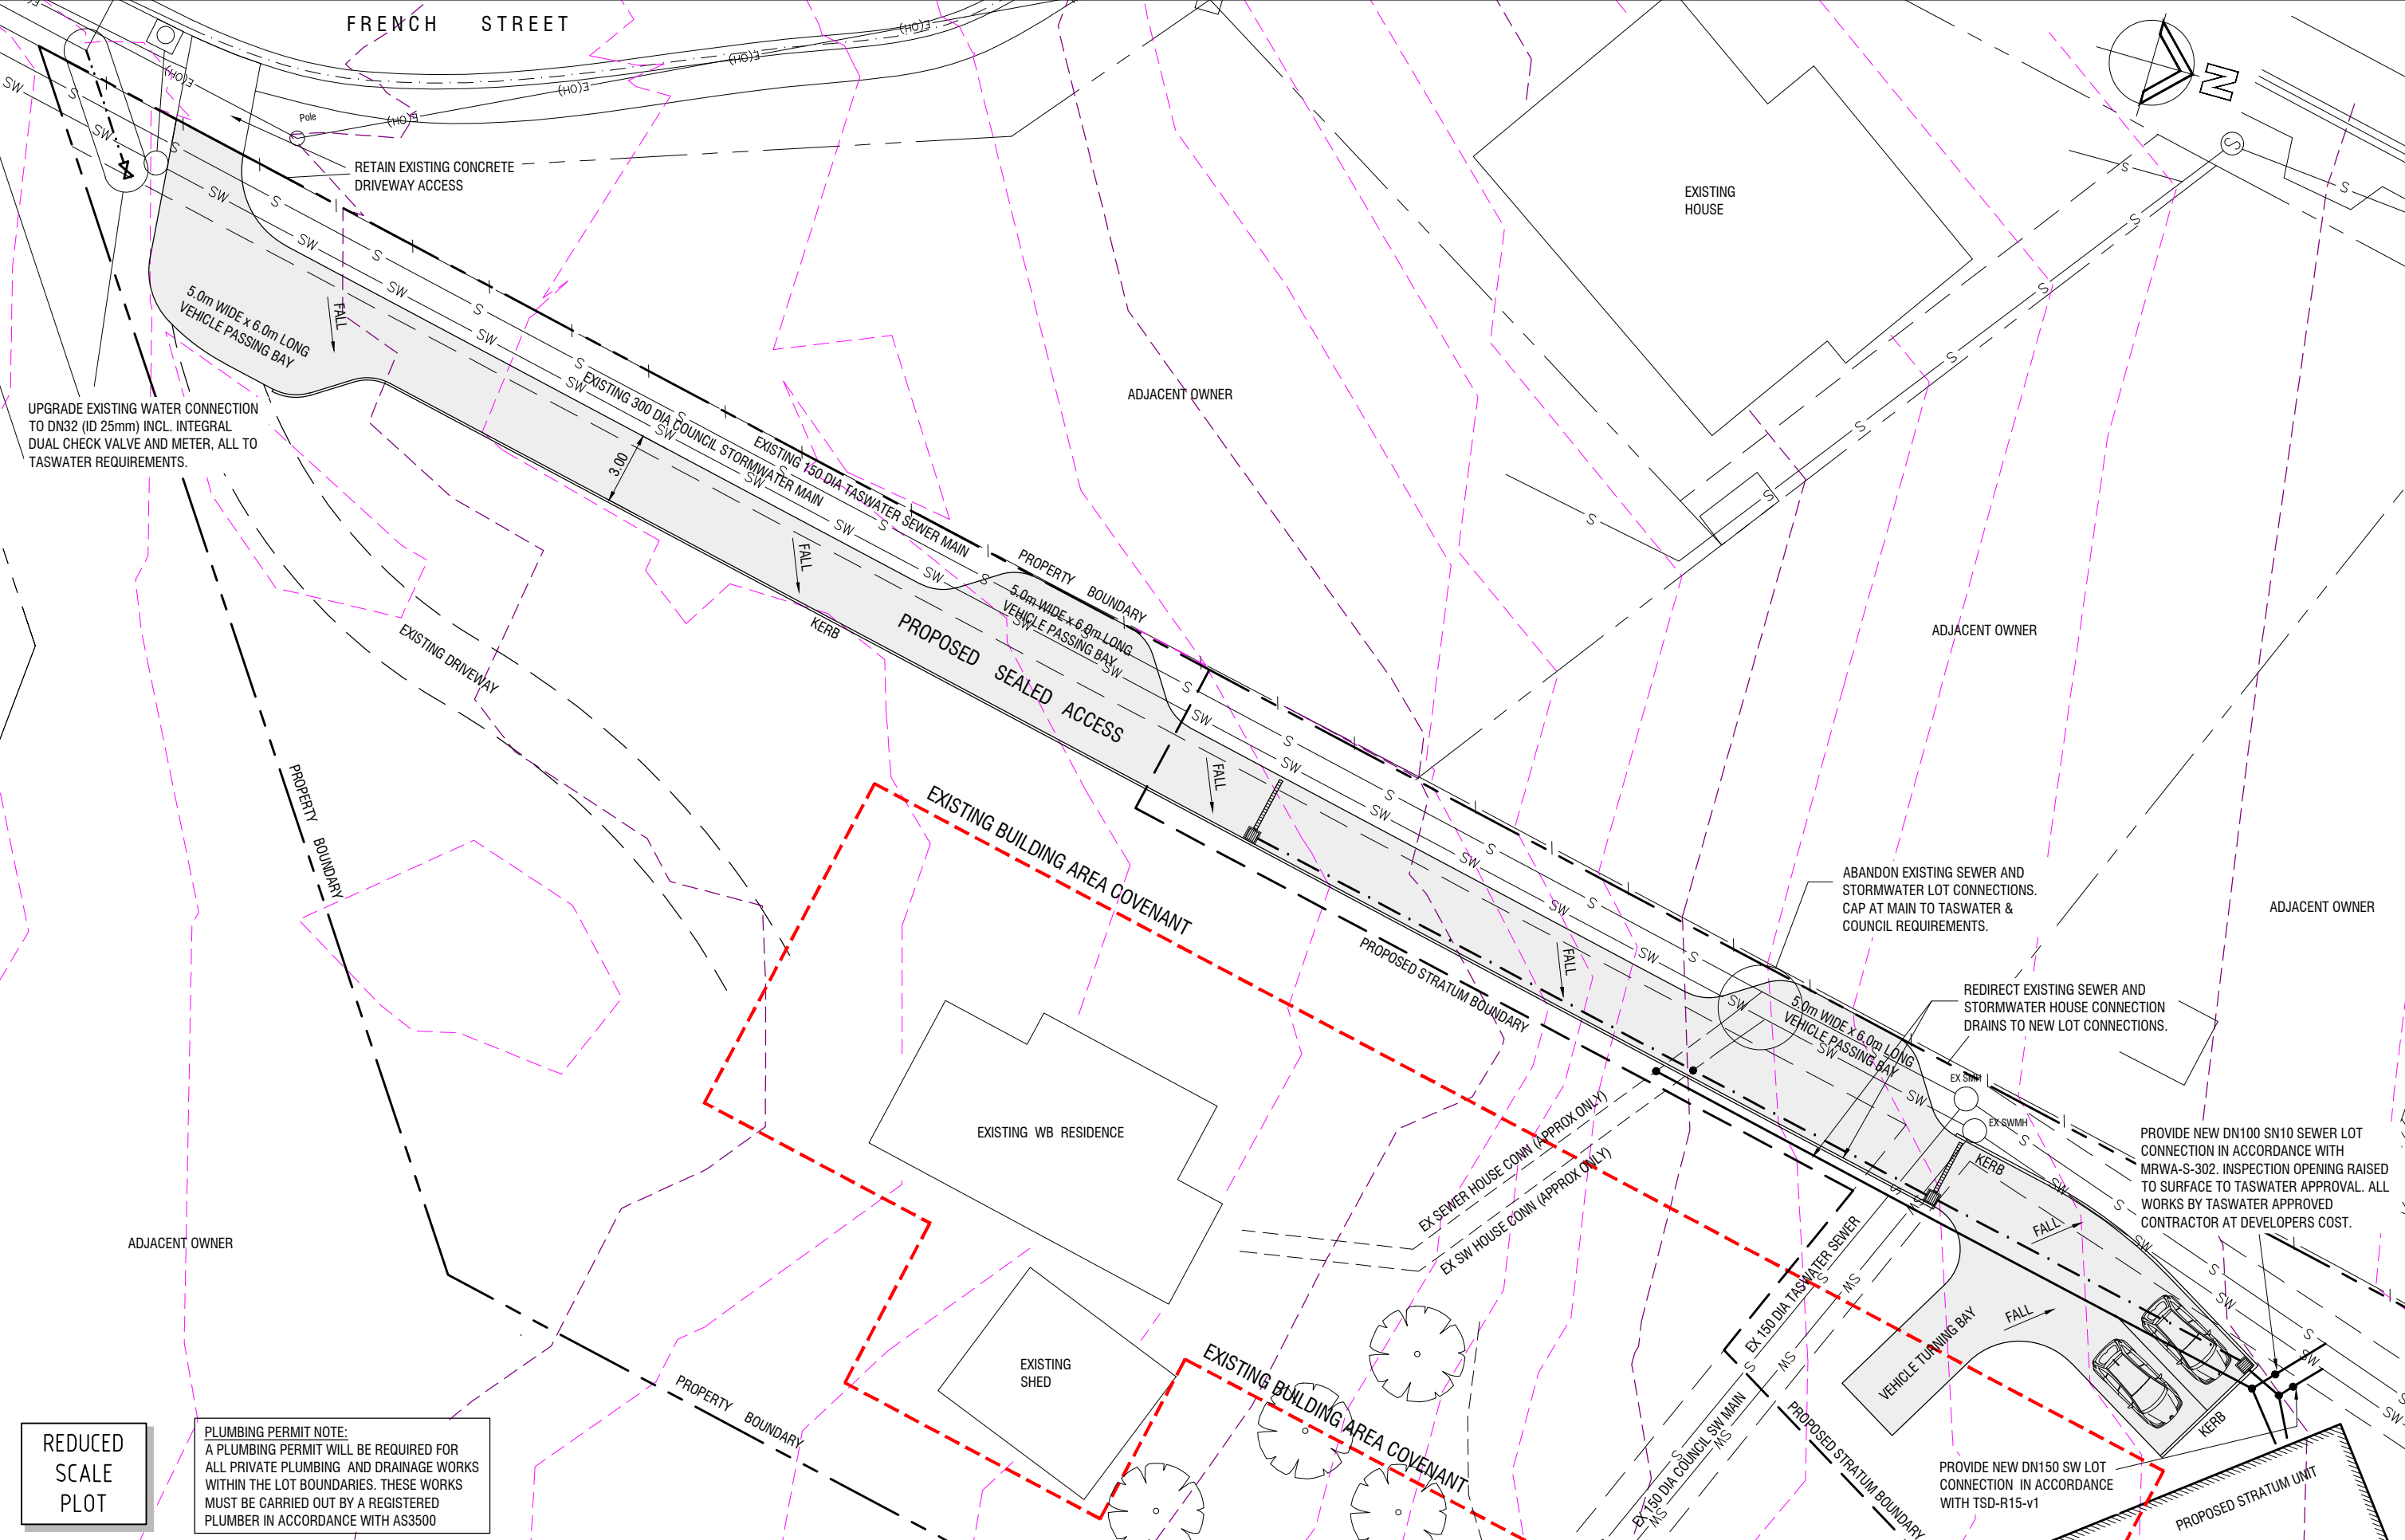 FRENCH STREET
E(OH)
E(OH)
E(OH)
E(OH)
E(OH)
Pole
N
RETAIN EXISTING CONCRETE
DRIVEWAY ACCESS
EXISTING
HOUSE
5.0m WIDE x 6.0m LONG
VEHICLE PASSING BAY
FALL
UPGRADE EXISTING WATER CONNECTION
TO DN32 (ID 25mm) INCL. INTEGRAL
DUAL CHECK VALVE AND METER, ALL TO
TASWATER REQUIREMENTS.
EXISTING 300 DIA COUNCIL STORMWATER MAIN
EXISTING 150 DIA TASWATER SEWER MAIN
3.00
ADJACENT OWNER
PROPERTY BOUNDARY
5.0m WIDE x 6.0m LONG
VEHICLE PASSING BAY
FALL
KERB
PROPOSED SEALED ACCESS
EXISTING DRIVEWAY
ADJACENT OWNER
PROPERTY BOUNDARY
FALL
EXISTING BUILDING AREA COVENANT
ABANDON EXISTING SEWER AND
STORMWATER LOT CONNECTIONS.
CAP AT MAIN TO TASWATER &
COUNCIL REQUIREMENTS.
ADJACENT OWNER
PROPOSED STRATUM BOUNDARY
FALL
REDIRECT EXISTING SEWER AND
STORMWATER HOUSE CONNECTION
DRAINS TO NEW LOT CONNECTIONS.
5.0m WIDE x 6.0m LONG
VEHICLE PASSING BAY
EX SMH
EX SWMH
EXISTING WB RESIDENCE
EX SEWER HOUSE CONN (APPROX ONLY)
EX SW HOUSE CONN (APPROX ONLY)
KERB
PROVIDE NEW DN100 SN10 SEWER LOT
CONNECTION IN ACCORDANCE WITH
MRWA-S-302. INSPECTION OPENING RAISED
TO SURFACE TO TASWATER APPROVAL. ALL
WORKS BY TASWATER APPROVED
CONTRACTOR AT DEVELOPERS COST.
ADJACENT OWNER
FALL
EX 150 DIA TASWATER SEWER
FALL
VEHICLE TURNING BAY
EXISTING
SHED
EXISTING BUILDING AREA COVENANT
PROPERTY BOUNDARY
EX 150 DIA COUNCIL SW MAIN
PROPOSED STRATUM BOUNDARY
KERB
PROVIDE NEW DN150 SW LOT
CONNECTION IN ACCORDANCE
WITH TSD-R15-v1
PROPOSED STRATUM UNIT
REDUCED
SCALE
PLOT
PLUMBING PERMIT NOTE:
A PLUMBING PERMIT WILL BE REQUIRED FOR
ALL PRIVATE PLUMBING AND DRAINAGE WORKS
WITHIN THE LOT BOUNDARIES. THESE WORKS
MUST BE CARRIED OUT BY A REGISTERED
PLUMBER IN ACCORDANCE WITH AS3500